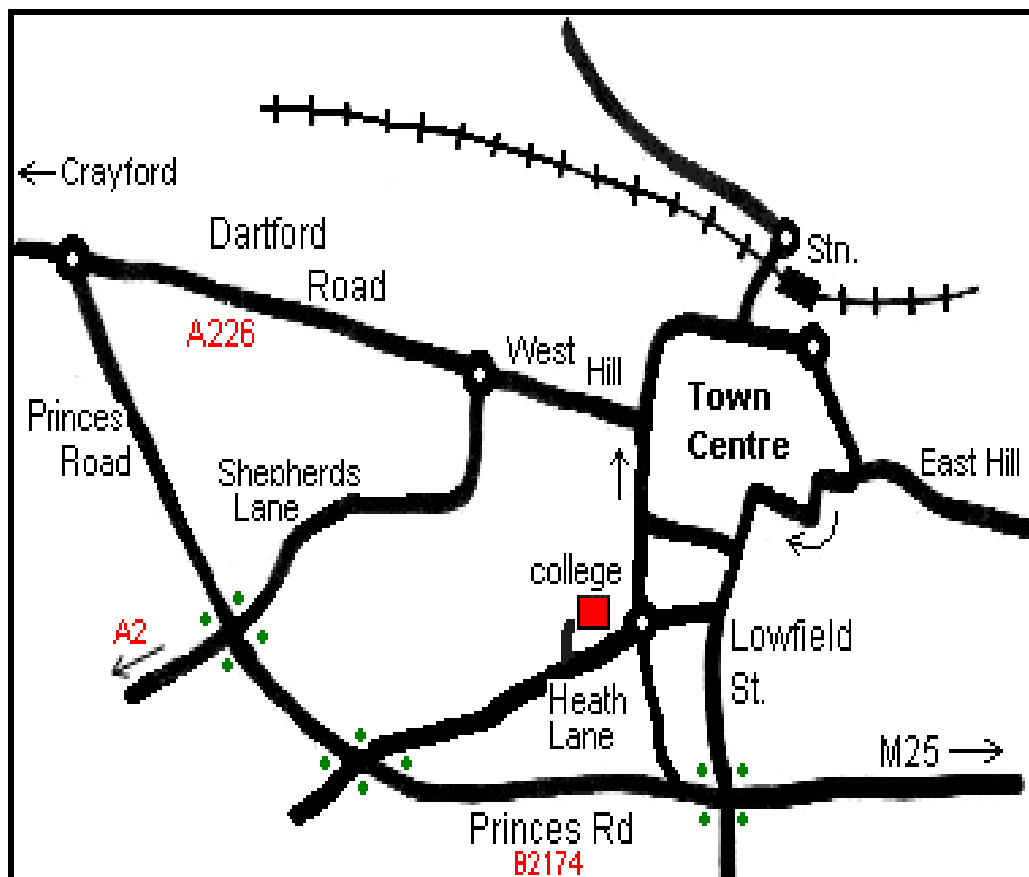 ← Crayford
Dartford
Road
A226
Stn.
West
Hill
Town
Centre
Princes
Road
Shepherds
Lane
East Hill
college
A2
Lowfield
St.
Heath
Lane
M25 →
Princes Rd
B2174